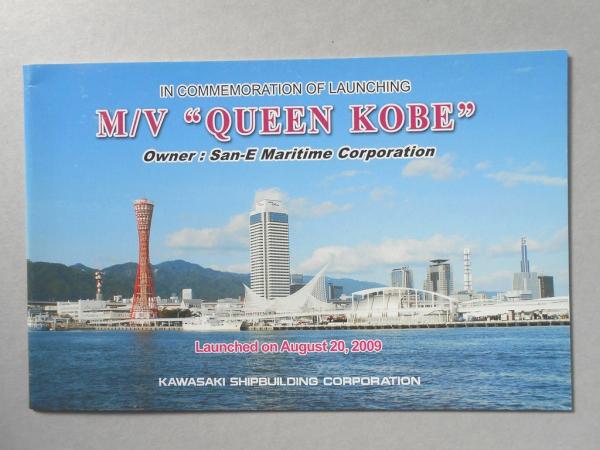 IN COMMEMORATION OF LAUNCHING
M/V “QUEEN KOBE”
Owner : San-E Maritime Corporation
Launched on August 20, 2009
KAWASAKI SHIPBUILDING CORPORATION